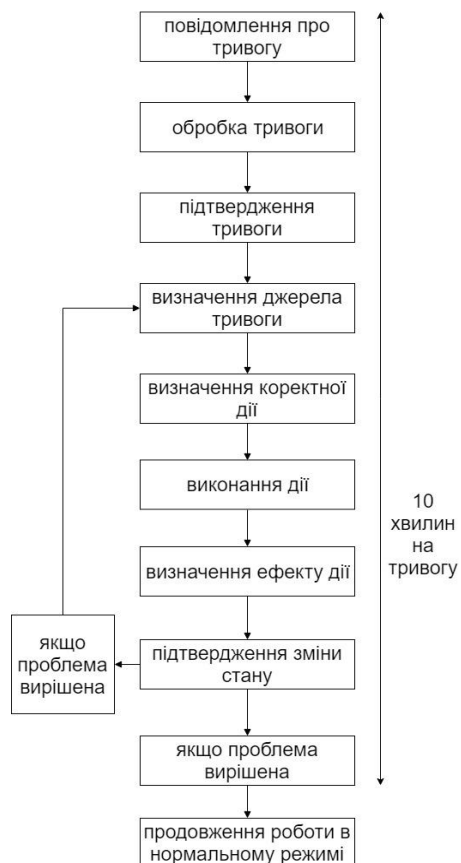 повідомлення про
тривогу
обробка тривоги
підтвердження
тривоги
визначення джерела
тривоги
визначення коректної
дії
виконання дії
визначення ефекту дії
підтвердження зміни
стану
якщо
проблема
вирішена
якщо проблема
вирішена
продовження роботи в
нормальному режимі
10
хвилин
на
тривогу